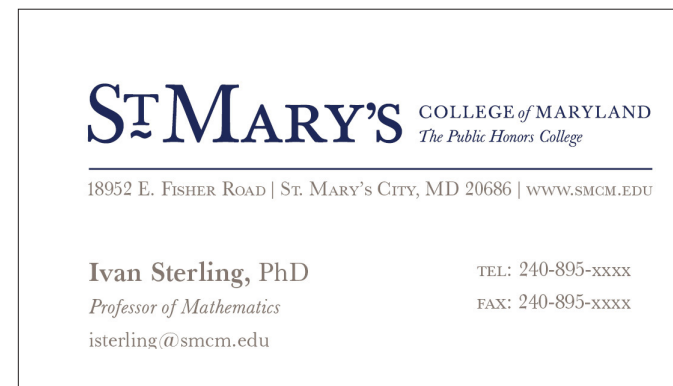 ST MARY'S COLLEGE of MARYLAND
The Public Honors College
18952 E. FISHER ROAD | ST. MARY'S CITY, MD 20686 | WWW.SMCM.EDU
Ivan Sterling, PhD
TEL: 240-895-XXXX
Professor of Mathematics
FAX: 240-895-XXXX
isterling@smcm.edu